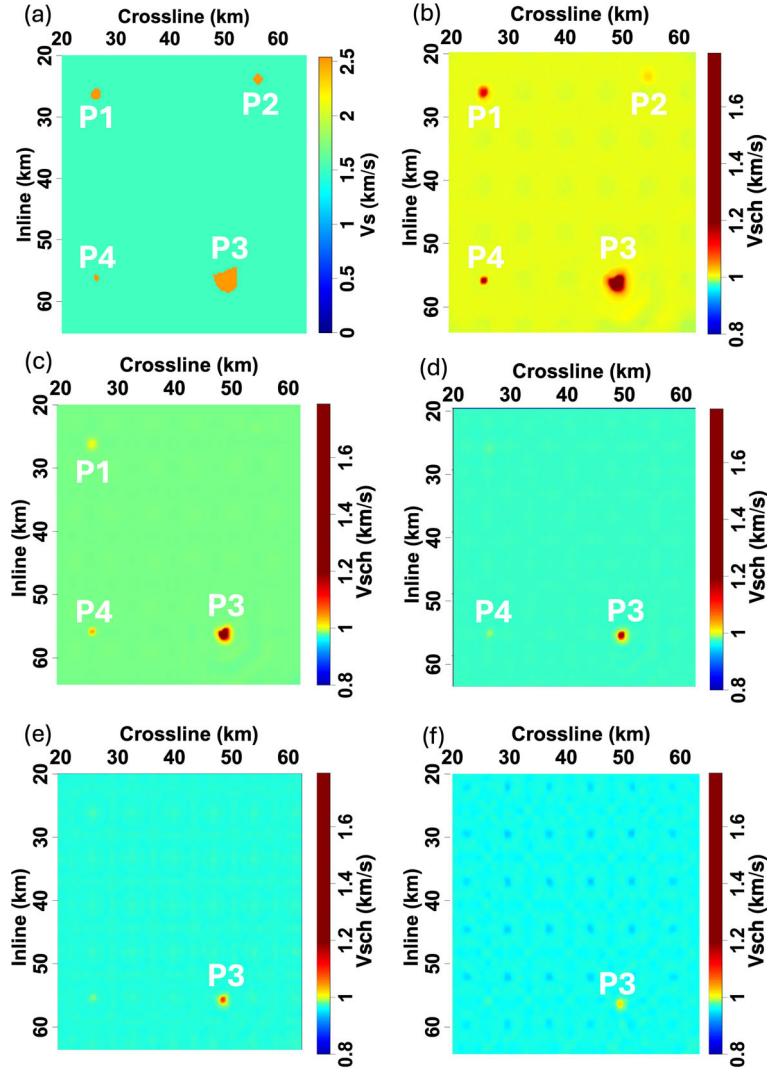 (a)
Crossline (km)
20 30 40 50 60
Inline (km)
20
30
40
50
60
P1
P2
P3
P4
Vs (km/s)
2.5
2
1.5
1
0.5
0
(b)
Crossline (km)
20 30 40 50 60
Inline (km)
20
30
40
50
60
P1
P2
P3
P4
Vsch (km/s)
1.6
1.4
1.2
1
0.8
(c)
Crossline (km)
20 30 40 50 60
Inline (km)
20
30
40
50
60
P1
P4
P3
Vsch (km/s)
1.6
1.4
1.2
1
0.8
(d)
Crossline (km)
20 30 40 50 60
Inline (km)
20
30
40
50
60
P4
P3
Vsch (km/s)
1.6
1.4
1.2
1
0.8
(e)
Crossline (km)
20 30 40 50 60
Inline (km)
20
30
40
50
60
P3
Vsch (km/s)
1.6
1.4
1.2
1
0.8
(f)
Crossline (km)
20 30 40 50 60
Inline (km)
20
30
40
50
60
P3
Vsch (km/s)
1.6
1.4
1.2
1
0.8